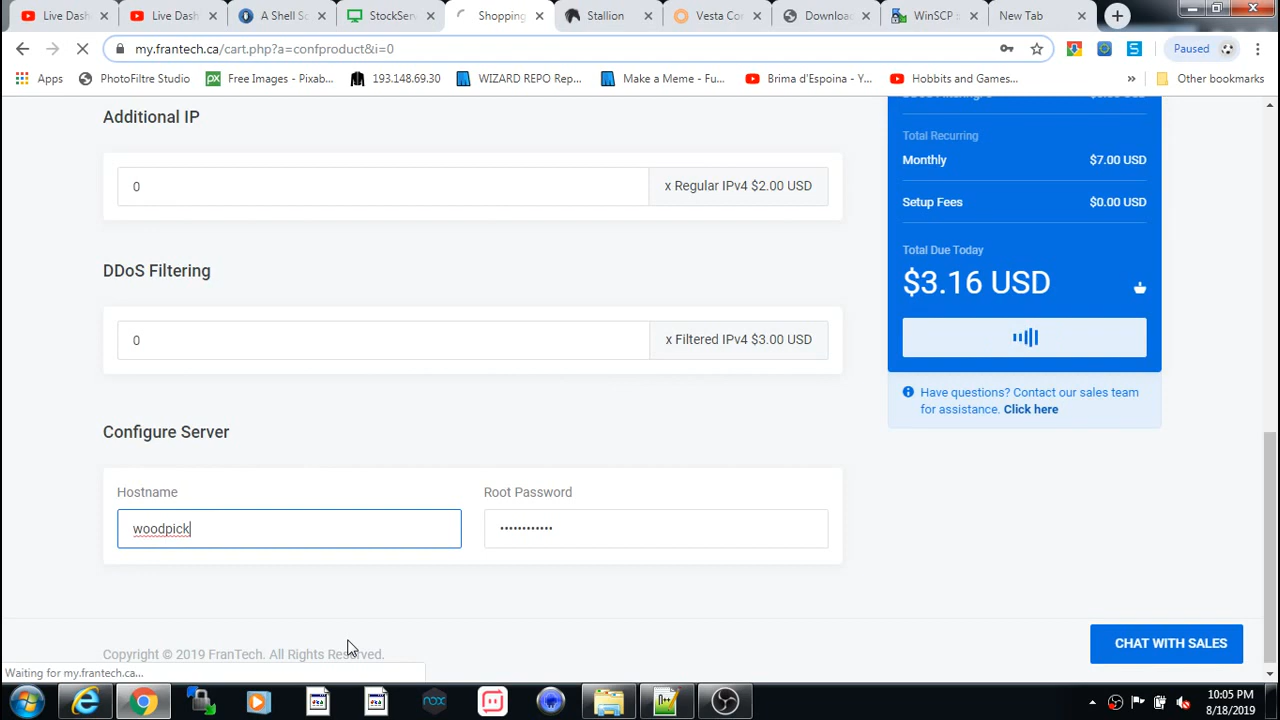 Live Dash
Live Dash
A Shell Sc
StockSer
Shopping
Stallion
Vesta Cor
Downloa
WinSCP
New Tab
my.frantech.ca/cart.php?a=confproduct&i=0
Paused
Apps
PhotoFiltre Studio
Free Images - Pixab...
193.148.69.30
WIZARD REPO Rep...
Make a Meme - Fu...
Brima d'Espoina - Y...
Hobbits and Games...
»
Other bookmarks
Additional IP
0
x Regular IPv4 $2.00 USD
DDoS Filtering
0
x Filtered IPv4 $3.00 USD
Configure Server
Hostname
Root Password
woodpick
••••••••••••
Total Recurring
Monthly $7.00 USD
Setup Fees $0.00 USD
Total Due Today
$3.16 USD
Have questions? Contact our sales team
for assistance. Click here
CHAT WITH SALES
Copyright © 2019 FranTech. All Rights Reserved.
Waiting for my.frantech.ca...
nox
10:05 PM
8/18/2019